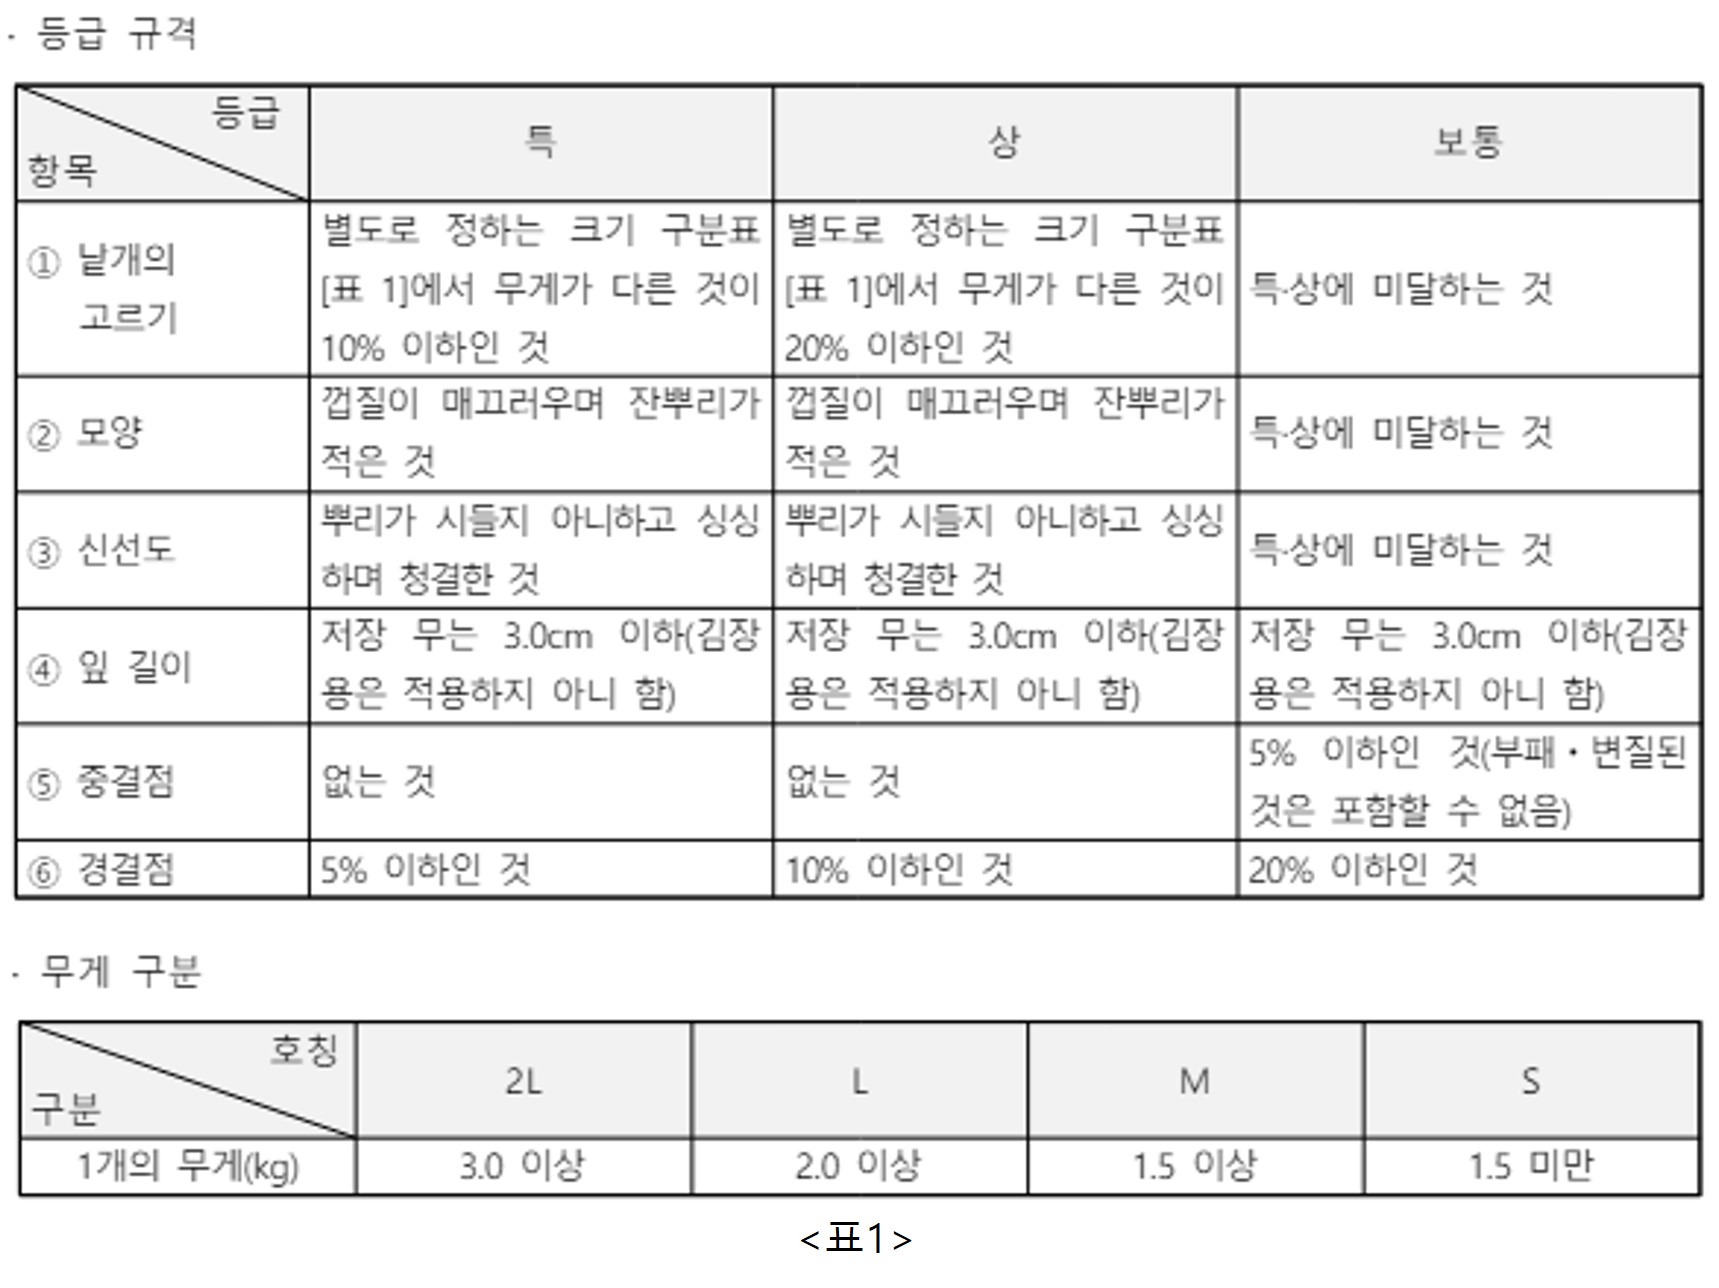 · 등급 규격
등급
항목
특
상
보통
① 낱개의
고르기
별도로 정하는 크기 구분표
[표 1]에서 무게가 다른 것이
10% 이하인 것
별도로 정하는 크기 구분표
[표 1]에서 무게가 다른 것이
20% 이하인 것
특·상에 미달하는 것
② 모양
껍질이 매끄러우며 잔뿌리가
적은 것
껍질이 매끄러우며 잔뿌리가
적은 것
특·상에 미달하는 것
③ 신선도
뿌리가 시들지 아니하고 싱싱
하며 청결한 것
뿌리가 시들지 아니하고 싱싱
하며 청결한 것
특·상에 미달하는 것
④ 잎 길이
저장 무는 3.0cm 이하(김장
용은 적용하지 아니 함)
저장 무는 3.0cm 이하(김장
용은 적용하지 아니 함)
저장 무는 3.0cm 이하(김장
용은 적용하지 아니 함)
⑤ 중결점
없는 것
없는 것
5% 이하인 것(부패・변질된
것은 포함할 수 없음)
⑥ 경결점
5% 이하인 것
10% 이하인 것
20% 이하인 것
· 무게 구분
호칭
구분
2L
L
M
S
1개의 무게(kg)
3.0 이상
2.0 이상
1.5 이상
1.5 미만
<표1>